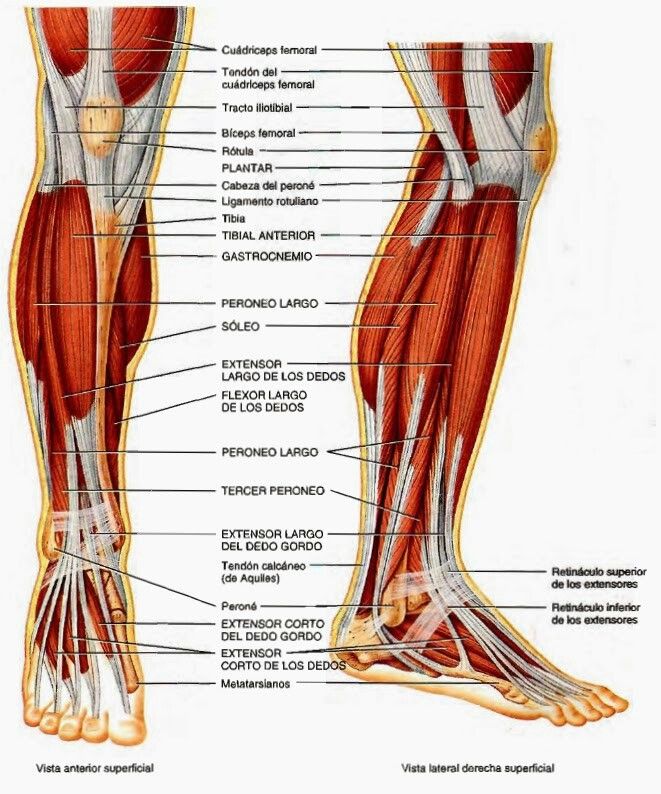 Cuádriceps femoral
Tendón del
cuádriceps femoral
Tracto iliotibial
Bíceps femoral
Rótula
PLANTAR
Cabeza del peroné
Ligamento rotuliano
Tibia
TIBIAL ANTERIOR
GASTROCNEMIO
PERONEO LARGO
SÓLEO
EXTENSOR
LARGO DE LOS DEDOS
FLEXOR LARGO
DE LOS DEDOS
PERONEO LARGO
TERCER PERONEO
EXTENSOR LARGO
DEL DEDO GORDO
Tendón calcáneo
(de Aquiles)
Retináculo superior
de los extensores
Peroné
Retináculo inferior
de los extensores
EXTENSOR CORTO
DEL DEDO GORDO
EXTENSOR
CORTO DE LOS DEDOS
Metatarsianos
Vista anterior superficial
Vista lateral derecha superficial